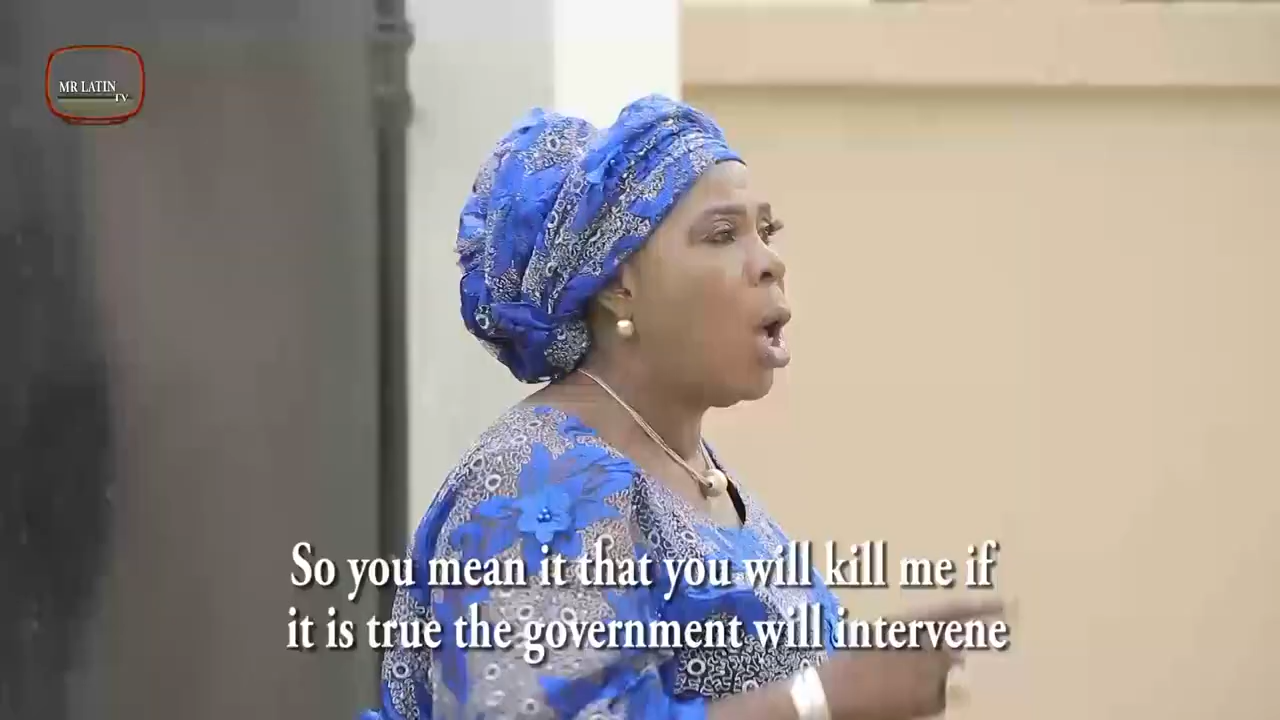 MR LATIN
TV
So you mean it that you will kill me if
it is true the government will intervene